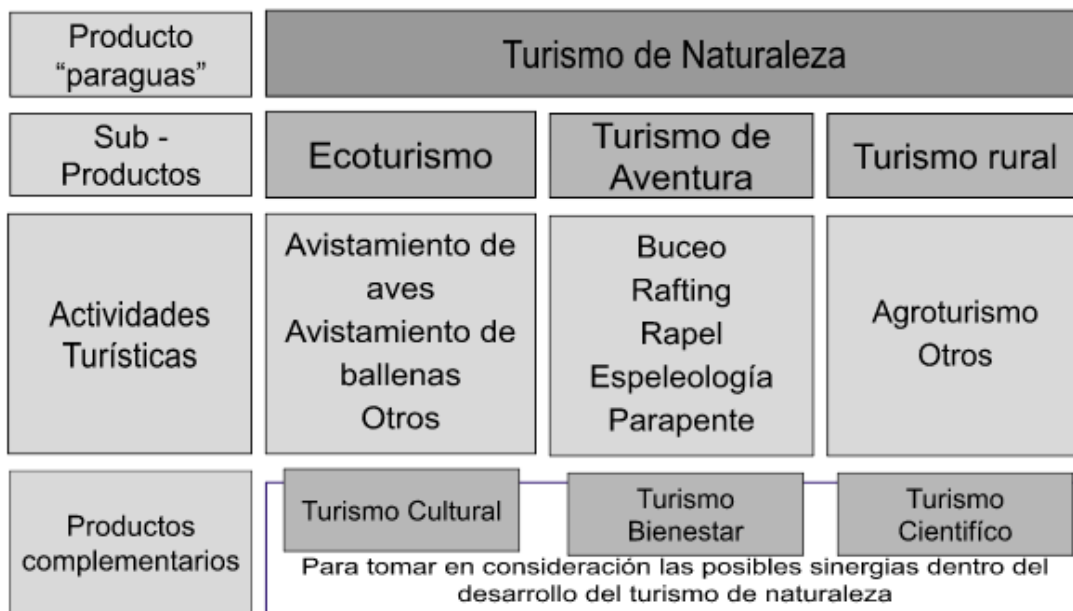 Producto
“paraguas”
Turismo de Naturaleza
Sub -
Productos
Ecoturismo
Turismo de
Aventura
Turismo rural
Actividades
Turísticas
Avistamiento de
aves
Avistamiento de
ballenas
Otros
Buceo
Rafting
Rapel
Espeleología
Parapente
Agroturismo
Otros
Productos
complementarios
Turismo Cultural
Turismo
Bienestar
Turismo
Cientifíco
Para tomar en consideración las posibles sinergias dentro del
desarrollo del turismo de naturaleza